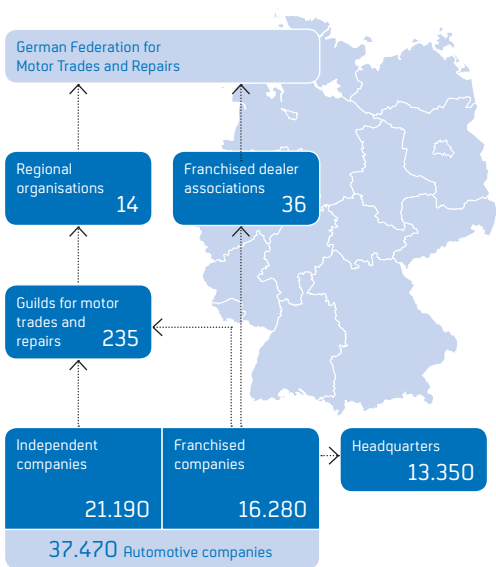 German Federation for
Motor Trades and Repairs
Regional
organisations
14
Franchised dealer
associations
36
Guilds for motor
trades and
repairs 235
Independent
companies
21.190
Franchised
companies
16.280
Headquarters
13.350
37.470 Automotive companies